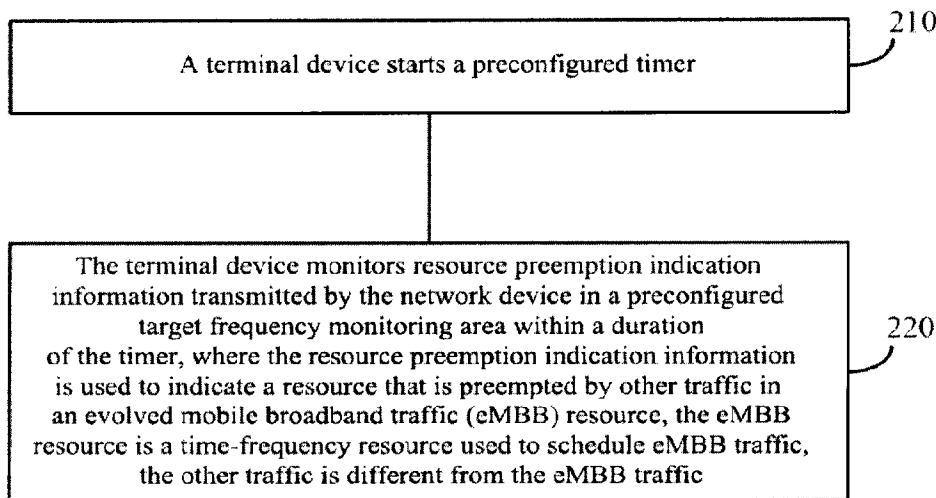 210
A terminal device starts a preconfigured timer
The terminal device monitors resource preemption indication
information transmitted by the network device in a preconfigured
target frequency monitoring area within a duration
of the timer, where the resource preemption indication information
is used to indicate a resource that is preempted by other traffic in
an evolved mobile broadband traffic (eMBB) resource, the eMBB
resource is a time-frequency resource used to schedule eMBB traffic,
the other traffic is different from the eMBB traffic
220